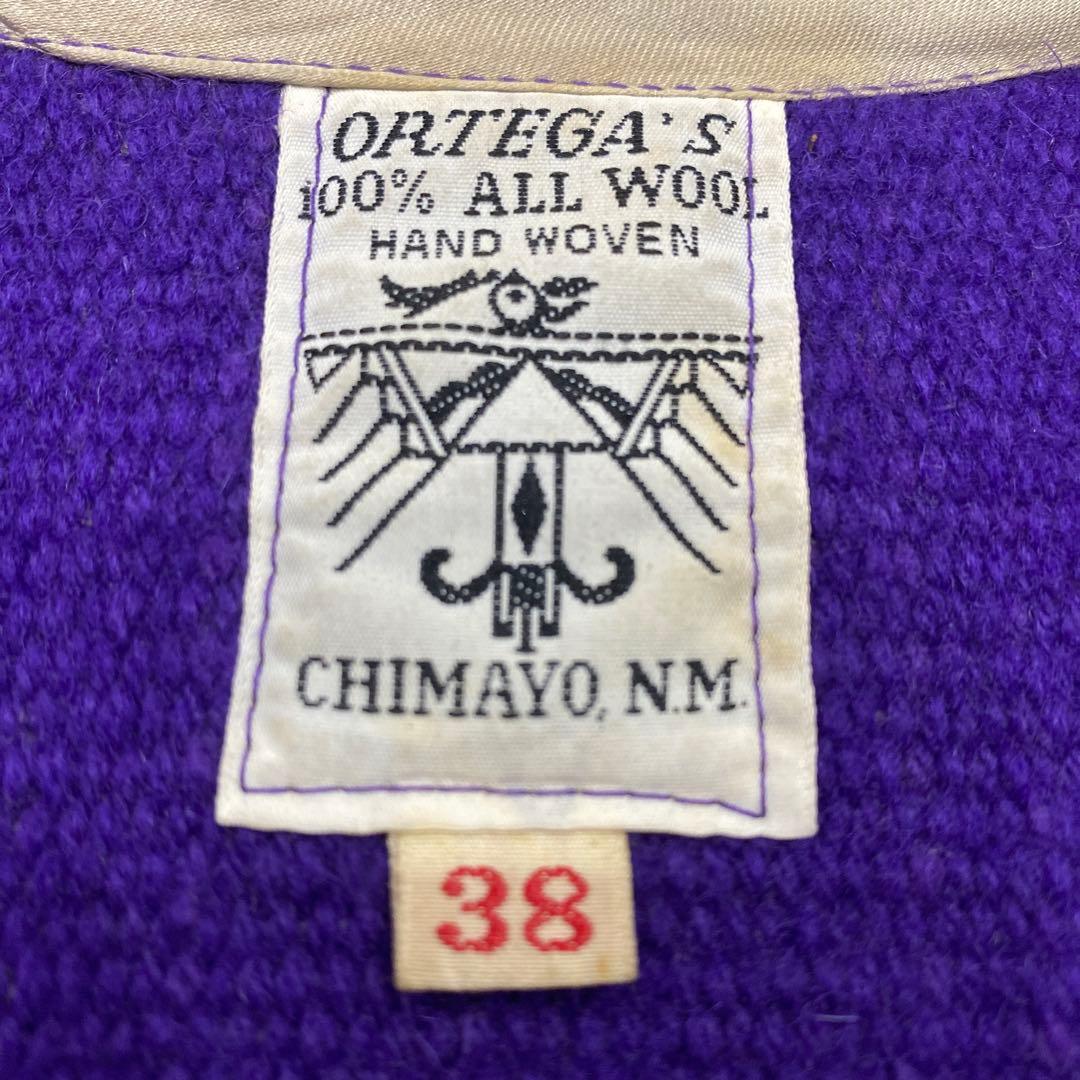 ORTEGA'S
100% ALL WOOL
HAND WOVEN
CHIMAYO, N.M.
38